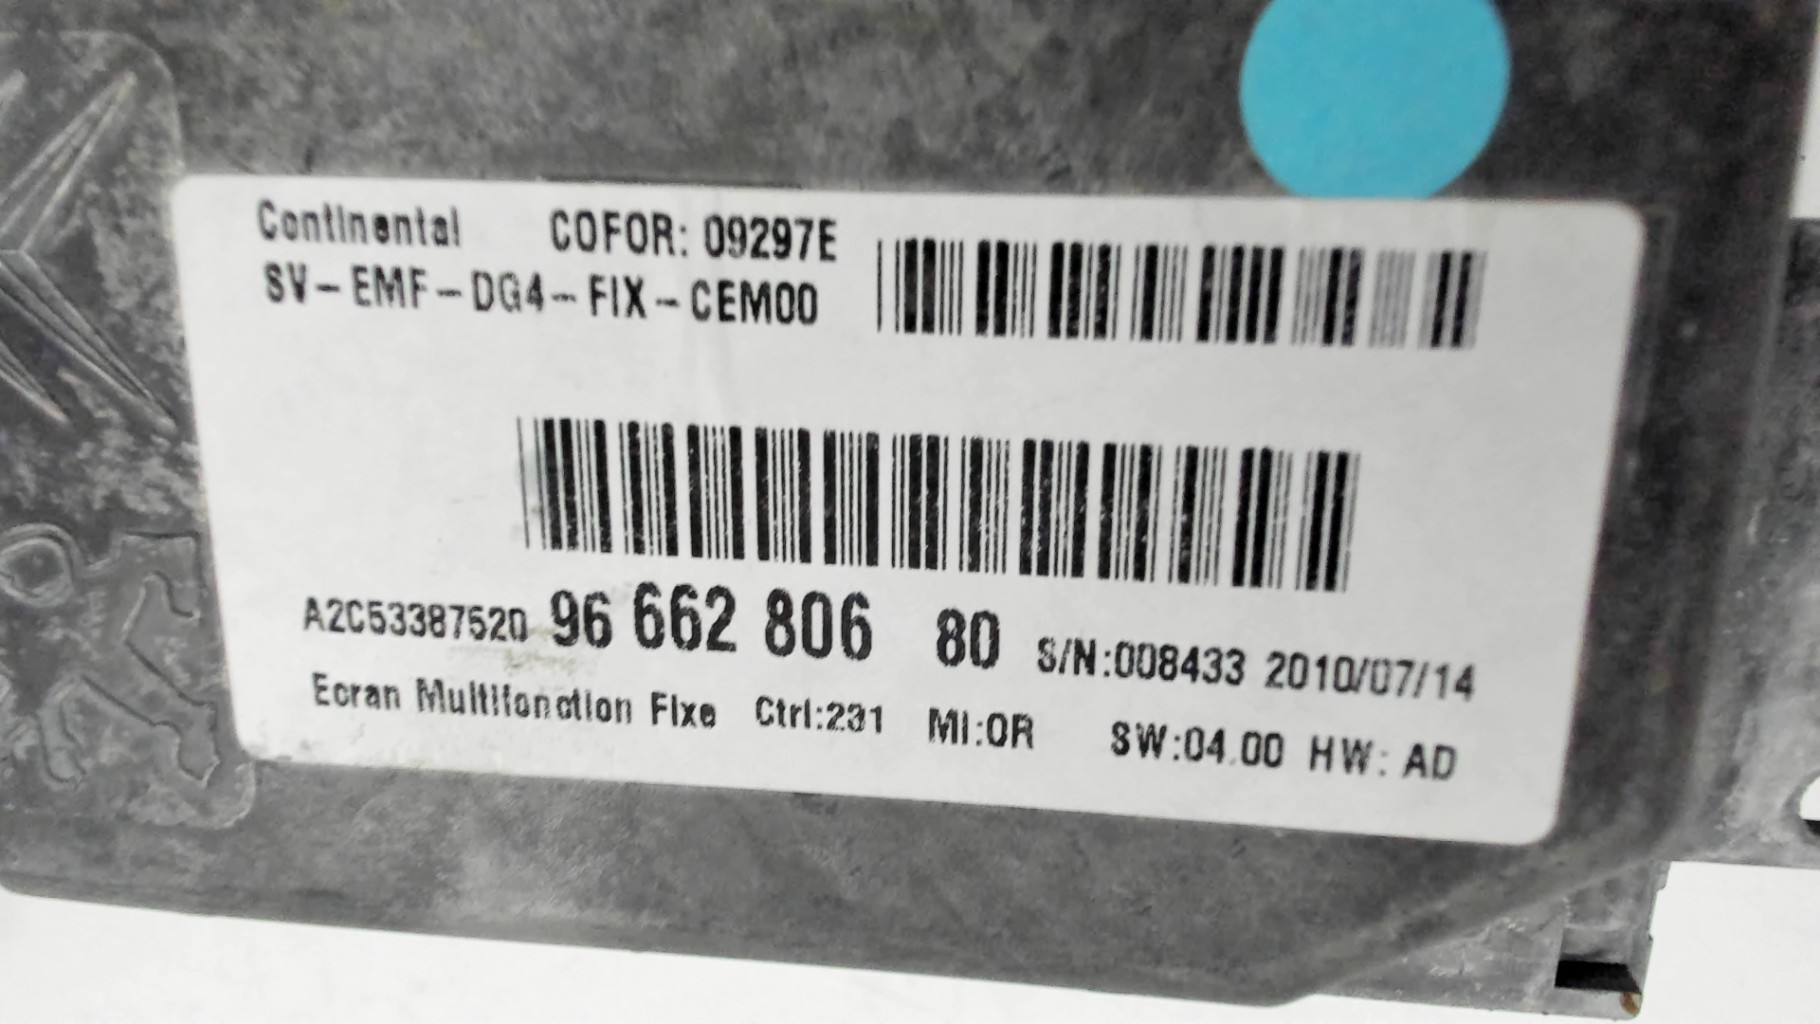 Continental COFOR: 09297E
SV-EMF-DG4-FIX-CEM00
A2C53387520 96 662 806 80 S/N:008433 2010/07/14
Ecran Multifonction Fixe Ctrl:231 MI:OR SW:04.00 HW: AD